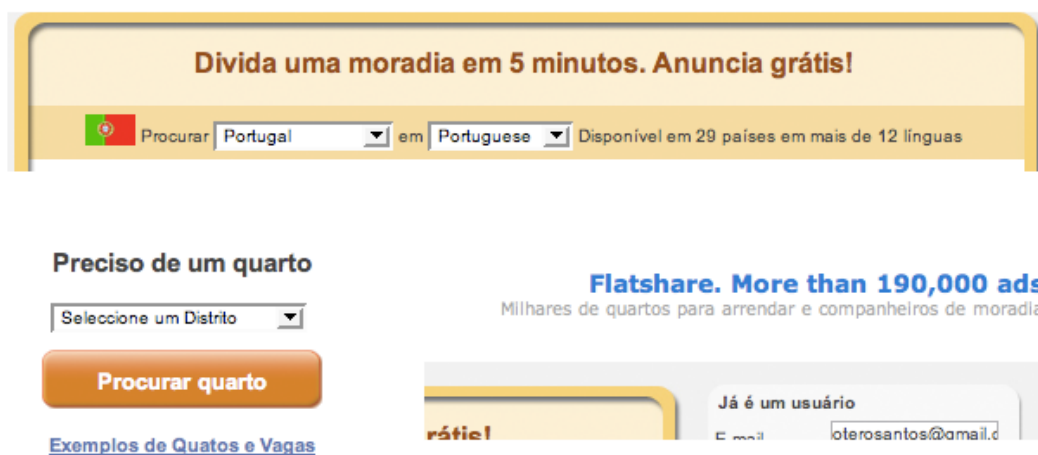 Divida uma moradia em 5 minutos. Anuncia grátis!
Procurar Portugal em Portuguese Disponível em 29 países em mais de 12 línguas
Preciso de um quarto
Seleccione um Distrito
Procurar quarto
Exemplos de Quatos e Vagas
Flatshare. More than 190,000 ads
Milhares de quartos para arrendar e companheiros de moradia
rátis!
Já é um usuário
E-mail oterosantos@gmail.c